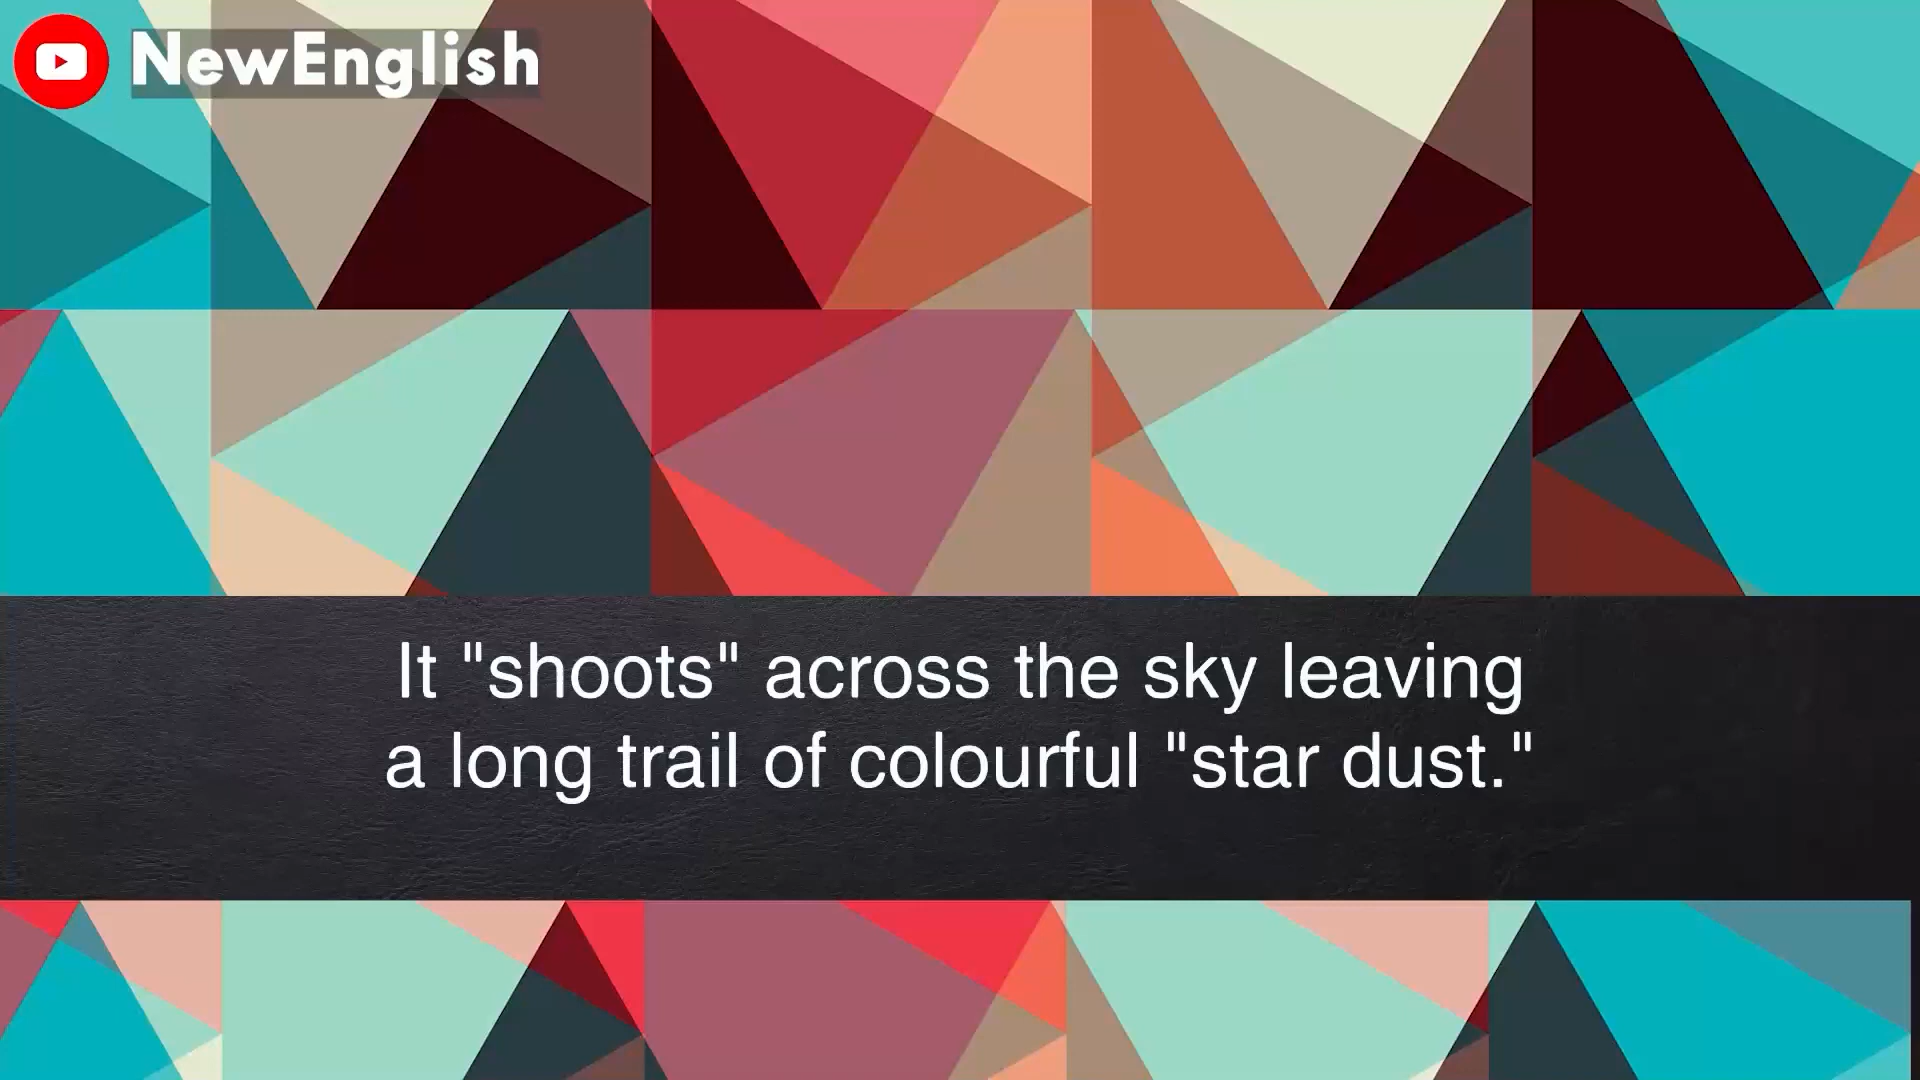 NewEnglish
It "shoots" across the sky leaving
a long trail of colourful "star dust."